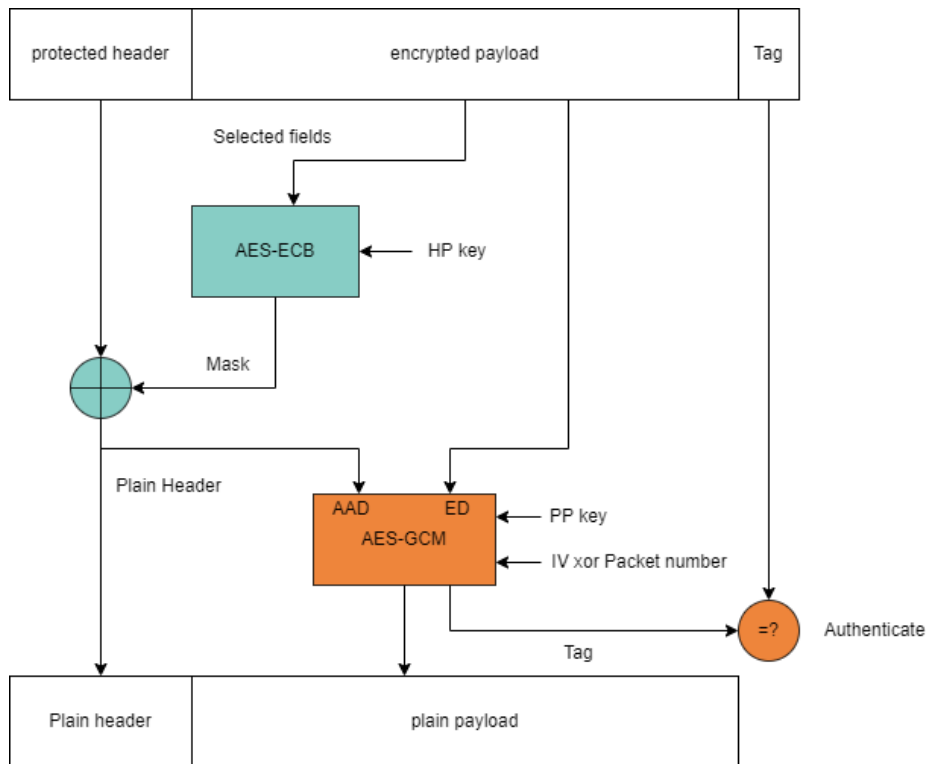 protected header
encrypted payload
Tag
Selected fields
AES-ECB
HP key
Mask
Plain Header
AAD
ED
AES-GCM
PP key
IV xor Packet number
=?
Authenticate
Tag
Plain header
plain payload